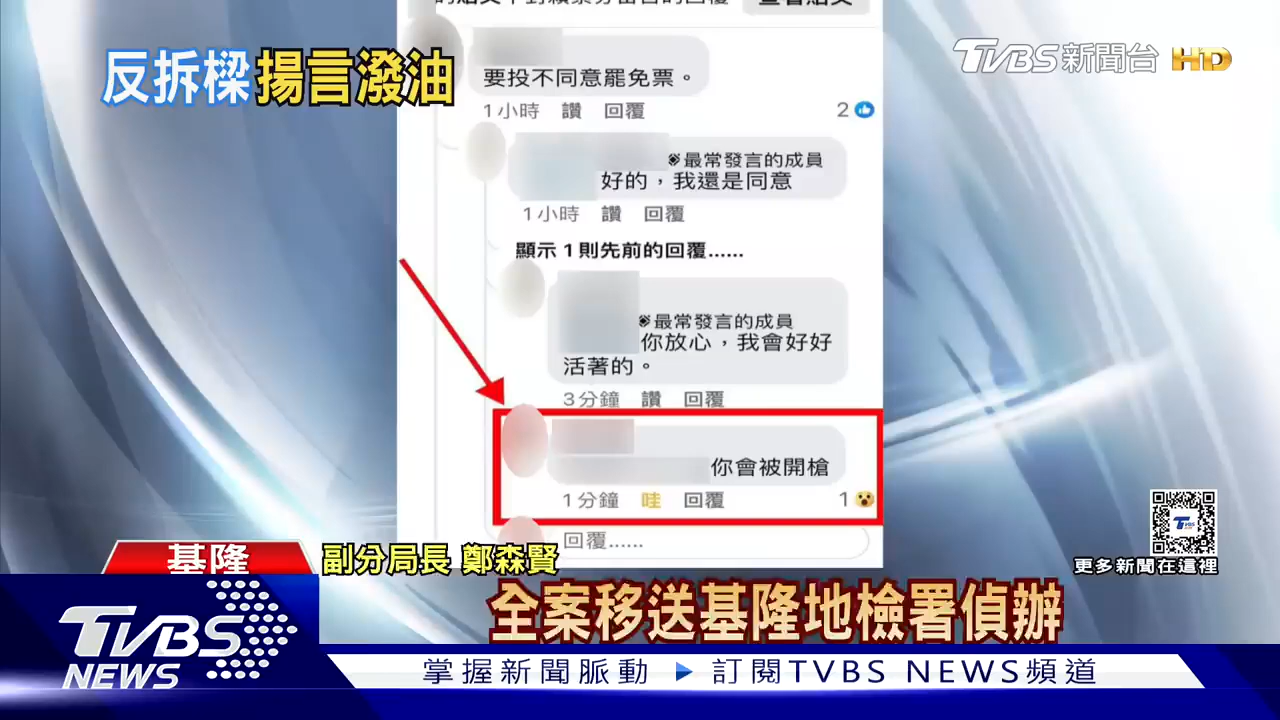 反拆樑 揚言潑油
TVBS新聞台 HD
要投不同意罷免票。
1小時 讚 回覆 2
※最常發言的成員
好的，我還是同意
1小時 讚 回覆
顯示 1 則先前的回覆......
※最常發言的成員
你放心，我會好好
活著的。
3分鐘 讚 回覆
你會被開槍
1分鐘 哇 回覆 1
回覆......
TVBS
更多新聞在這裡
基隆
副分局長 鄭森賢
全案移送基隆地檢署偵辦
TVBS
NEWS
掌握新聞脈動 ▶ 訂閱TVBS NEWS頻道